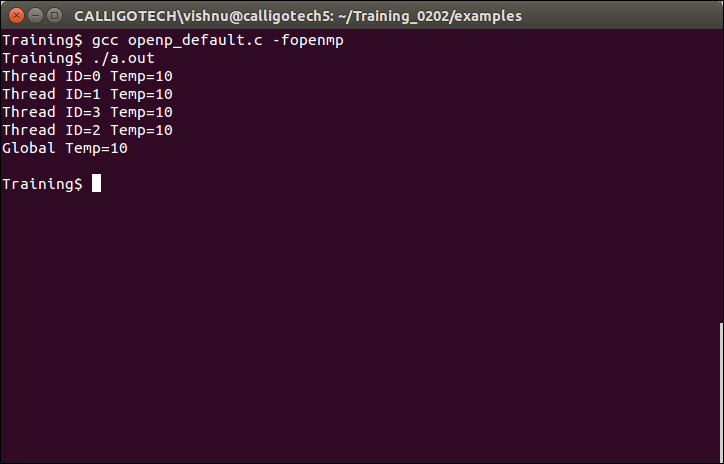 CALLIGOTECH\vishnu@calligotech5: ~/Training_0202/examples
Training$ gcc openp_default.c -fopenmp
Training$ ./a.out
Thread ID=0 Temp=10
Thread ID=1 Temp=10
Thread ID=3 Temp=10
Thread ID=2 Temp=10
Global Temp=10
Training$